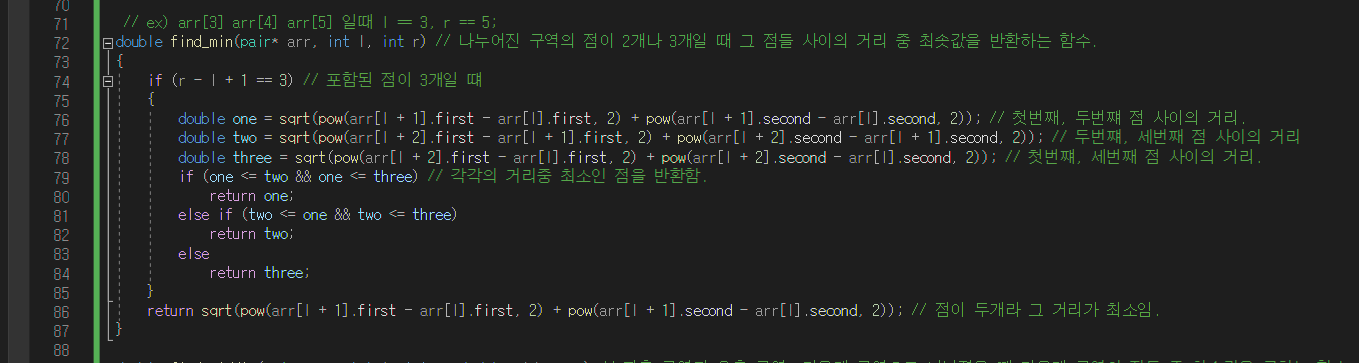 70
71 // ex) arr[3] arr[4] arr[5] 일때 l == 3, r == 5;
72 double find_min(pair* arr, int l, int r) // 나누어진 구역의 점이 2개나 3개일 때 그 점들 사이의 거리 중 최솟값을 반환하는 함수.
73 {
74 if (r - l + 1 == 3) // 포함된 점이 3개일 떄
75 {
76 double one = sqrt(pow(arr[l + 1].first - arr[l].first, 2) + pow(arr[l + 1].second - arr[l].second, 2)); // 첫번째, 두번쨰 점 사이의 거리.
77 double two = sqrt(pow(arr[l + 2].first - arr[l + 1].first, 2) + pow(arr[l + 2].second - arr[l + 1].second, 2)); // 두번쨰, 세번째 점 사이의 거리
78 double three = sqrt(pow(arr[l + 2].first - arr[l].first, 2) + pow(arr[l + 2].second - arr[l].second, 2)); // 첫번쨰, 세번째 점 사이의 거리.
79 if (one <= two && one <= three) // 각각의 거리중 최소인 점을 반환함.
80 return one;
81 else if (two <= one && two <= three)
82 return two;
83 else
84 return three;
85 }
86 return sqrt(pow(arr[l + 1].first - arr[l].first, 2) + pow(arr[l + 1].second - arr[l].second, 2)); // 점이 두개라 그 거리가 최소임.
87 }
88